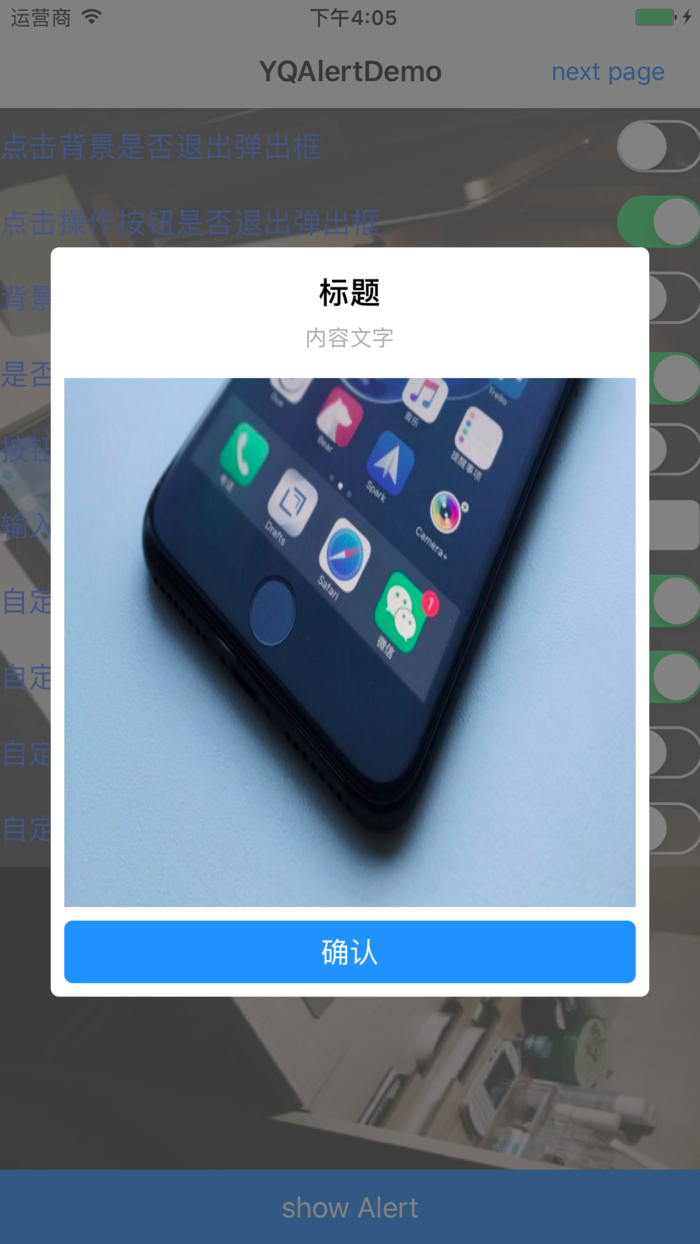 运营商
下午4:05
YQAlertDemo
next page
点击背景是否退出弹出框
点击操作按钮是否退出弹出框
标题
背景
内容文字
是否
Trello
音乐
Bear
提醒事项
按钮
Spark
电话
Camera+
输入
Drafts
Safari
1
自定
微信
自定
自定
自定
确认
show Alert